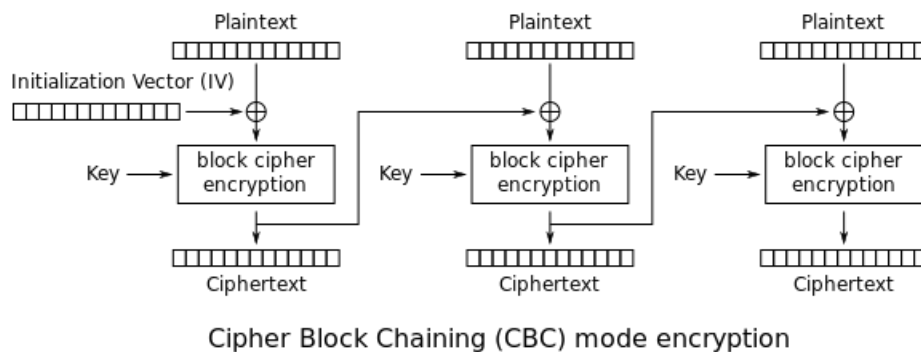 Plaintext
Plaintext
Plaintext
Initialization Vector (IV)
Key
block cipher
encryption
Key
block cipher
encryption
Key
block cipher
encryption
Ciphertext
Ciphertext
Ciphertext
Cipher Block Chaining (CBC) mode encryption